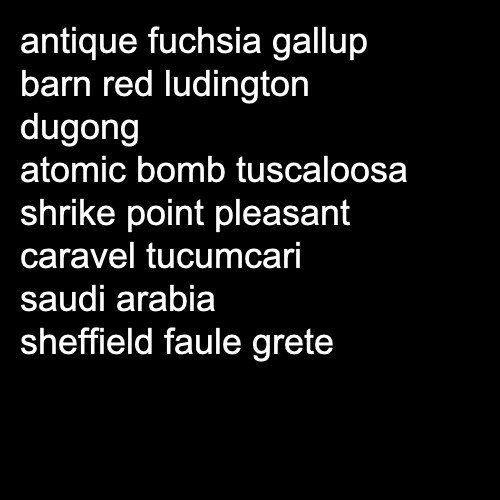 antique fuchsia gallup
barn red ludington
dugong
atomic bomb tuscaloosa
shrike point pleasant
caravel tucumcari
saudi arabia
sheffield faule grete